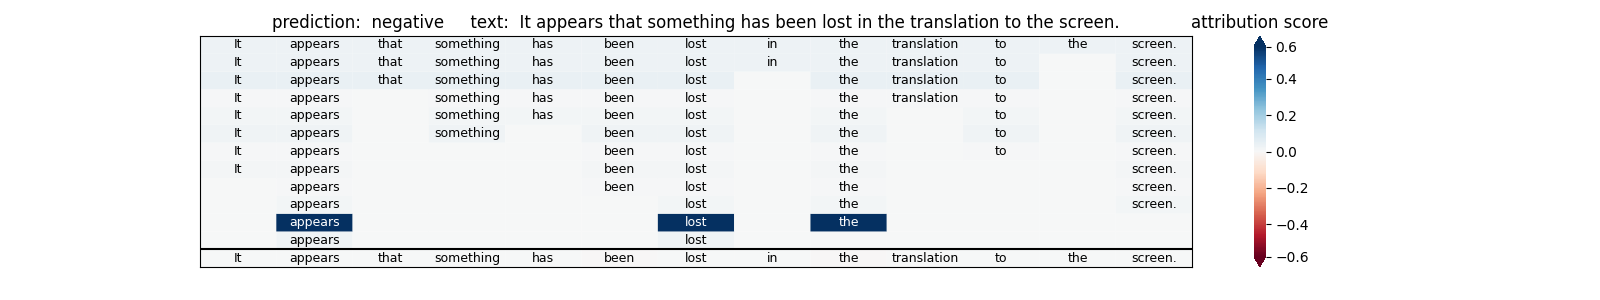 prediction: negative text: It appears that something has been lost in the translation to the screen. attribution score
It appears that something has been lost in the translation to the screen.
It appears that something has been lost in the translation to screen.
It appears that something has been lost the translation to screen.
It appears something has been lost the translation to screen.
It appears something has been lost the to screen.
It appears something been lost the to screen.
It appears been lost the to screen.
It appears been lost the screen.
appears been lost the screen.
appears lost the screen.
appears lost the
appears lost
It appears that something has been lost in the translation to the screen.
0.6
0.4
0.2
0.0
−0.2
−0.4
−0.6